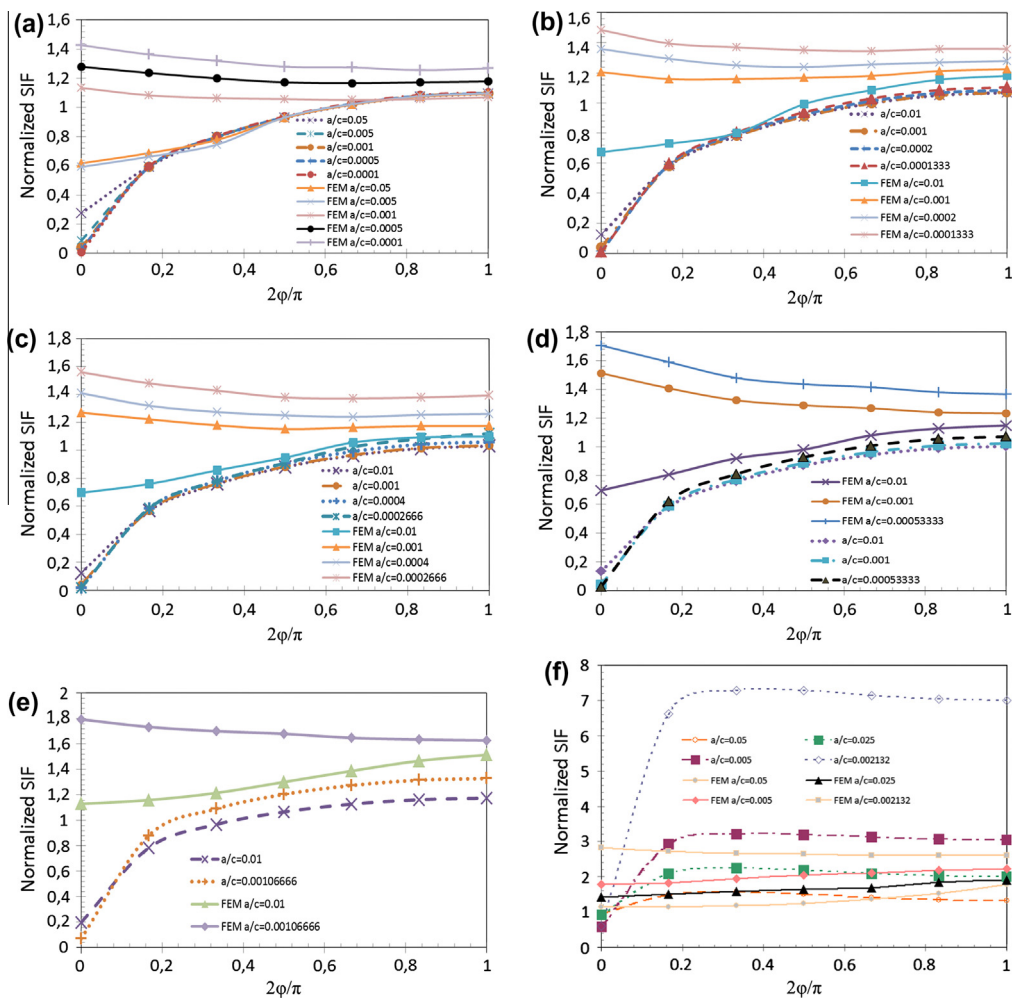 (a)
Normalized SIF
1,6
1,4
1,2
1
0,8
0,6
0,4
0,2
0
0
0,2
0,4
0,6
0,8
1
2φ/π
a/c=0.05
a/c=0.005
a/c=0.001
a/c=0.0005
a/c=0.0001
FEM a/c=0.05
FEM a/c=0.005
FEM a/c=0.001
FEM a/c=0.0005
FEM a/c=0.0001
(b)
Normalized SIF
1,6
1,4
1,2
1
0,8
0,6
0,4
0,2
0
0
0,2
0,4
0,6
0,8
1
2φ/π
a/c=0.01
a/c=0.001
a/c=0.0002
a/c=0.0001333
FEM a/c=0.01
FEM a/c=0.001
FEM a/c=0.0002
FEM a/c=0.0001333
(c)
Normalized SIF
1,8
1,6
1,4
1,2
1
0,8
0,6
0,4
0,2
0
0
0,2
0,4
0,6
0,8
1
2φ/π
a/c=0.01
a/c=0.001
a/c=0.0004
a/c=0.0002666
FEM a/c=0.01
FEM a/c=0.001
FEM a/c=0.0004
FEM a/c=0.0002666
(d)
Normalized SIF
1,8
1,6
1,4
1,2
1
0,8
0,6
0,4
0,2
0
0
0,2
0,4
0,6
0,8
1
2φ/π
FEM a/c=0.01
FEM a/c=0.001
FEM a/c=0.00053333
a/c=0.01
a/c=0.001
a/c=0.00053333
(e)
Normalized SIF
2
1,8
1,6
1,4
1,2
1
0,8
0,6
0,4
0,2
0
0
0,2
0,4
0,6
0,8
1
2φ/π
a/c=0.01
a/c=0.00106666
FEM a/c=0.01
FEM a/c=0.00106666
(f)
Normalized SIF
8
7
6
5
4
3
2
1
0
0
0,2
0,4
0,6
0,8
1
2φ/π
a/c=0.05
a/c=0.025
a/c=0.005
a/c=0.002132
FEM a/c=0.05
FEM a/c=0.025
FEM a/c=0.005
FEM a/c=0.002132